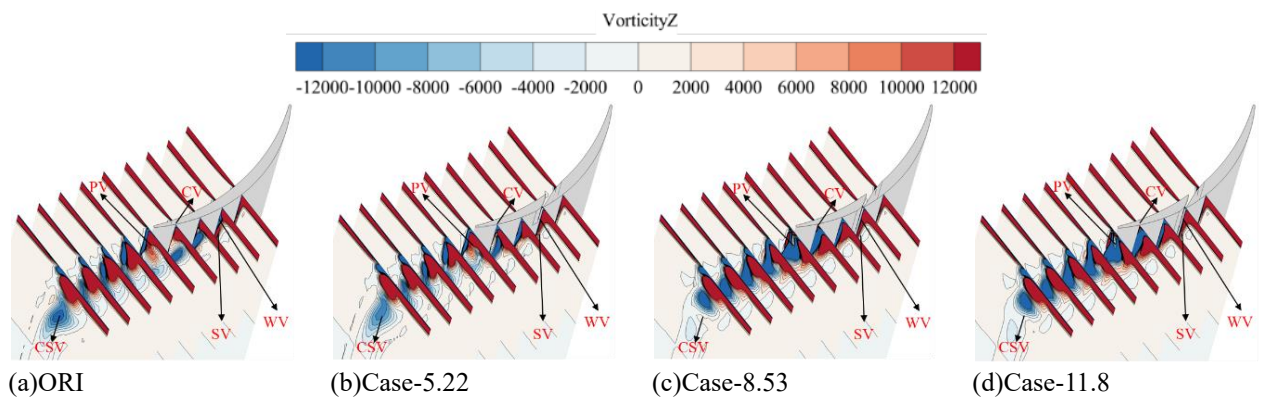 VorticityZ
-12000-10000 -8000 -6000 -4000 -2000 0 2000 4000 6000 8000 10000 12000
PV CV PV CV PV CV PV CV
CSV SV WV CSV SV WV CSV SV WV CSV SV WV
(a)ORI (b)Case-5.22 (c)Case-8.53 (d)Case-11.8